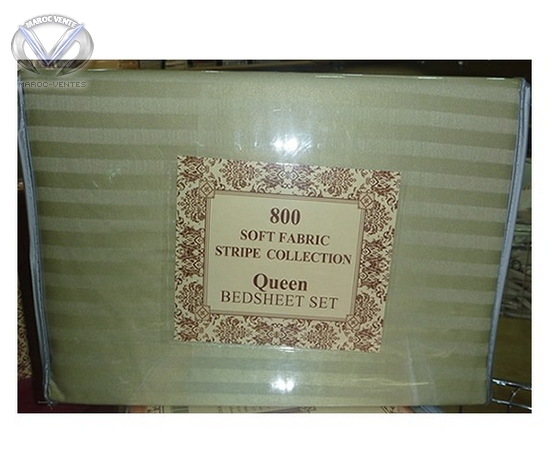 MAROC VENTE
MAROC-VENTES
800
SOFT FABRIC
STRIPE COLLECTION
Queen
BEDSHEET SET